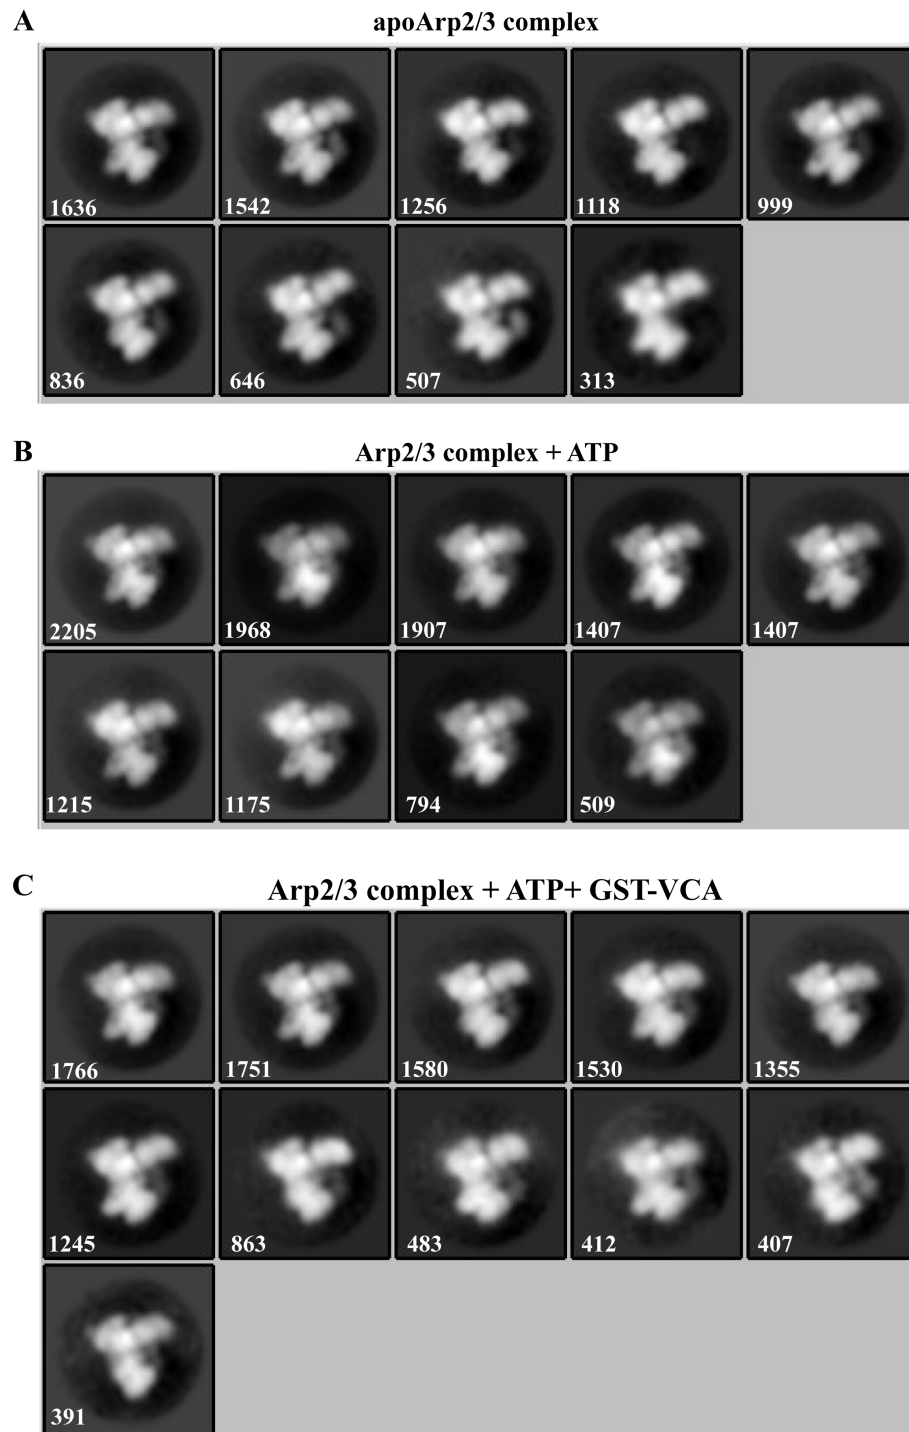 A
apoArp2/3 complex
1636 1542 1256 1118 999
836 646 507 313
B
Arp2/3 complex + ATP
2205 1968 1907 1407 1407
1215 1175 794 509
C
Arp2/3 complex + ATP+ GST-VCA
1766 1751 1580 1530 1355
1245 863 483 412 407
391